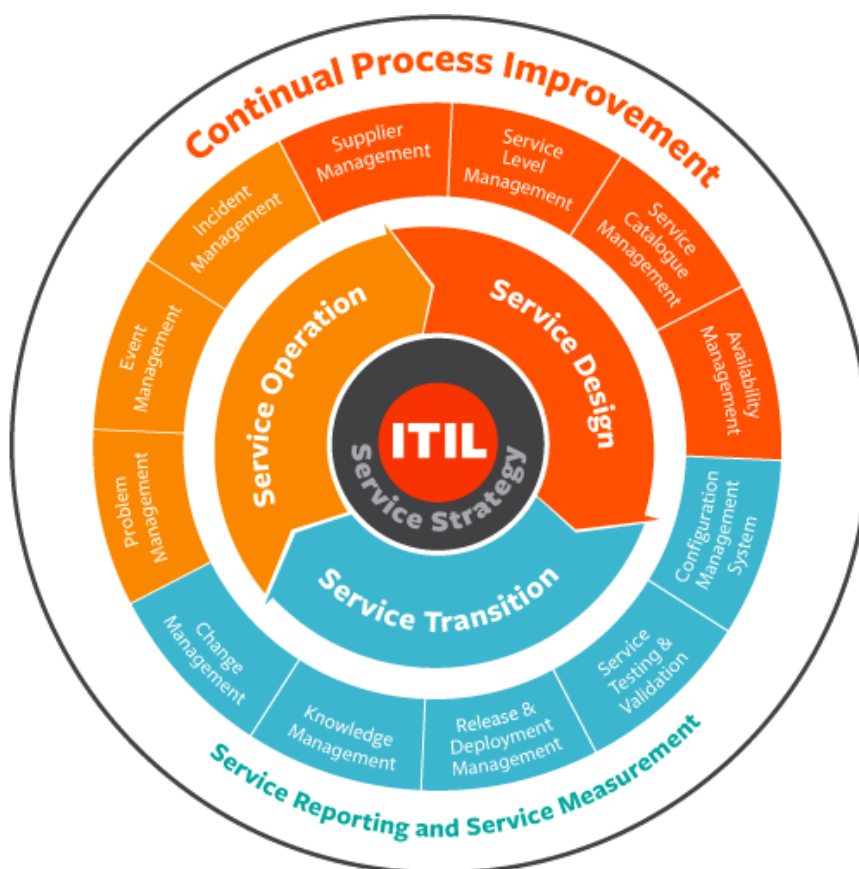 Continual Process Improvement
Supplier
Management
Service
Level
Management
Service
Catalogue
Management
Availability
Management
Configuration
Management
System
Service
Testing &
Validation
Release &
Deployment
Management
Knowledge
Management
Change
Management
Problem
Management
Event
Management
Incident
Management
Service Design
Service Transition
Service Operation
ITIL
Service Strategy
Service Reporting and Service Measurement